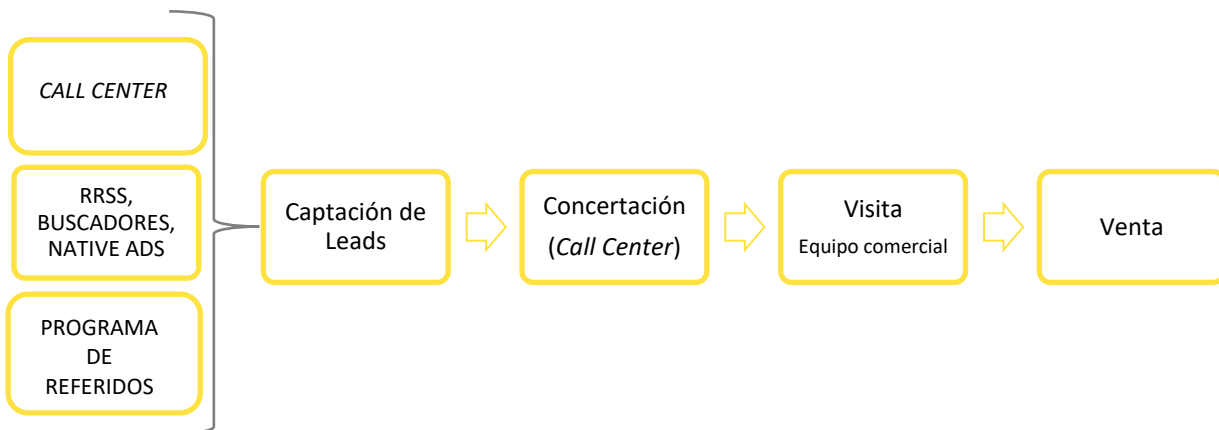 CALL CENTER
RRSS,
BUSCADORES,
NATIVE ADS
PROGRAMA
DE
REFERIDOS
Captación de
Leads
Concertación
(Call Center)
Visita
Equipo comercial
Venta